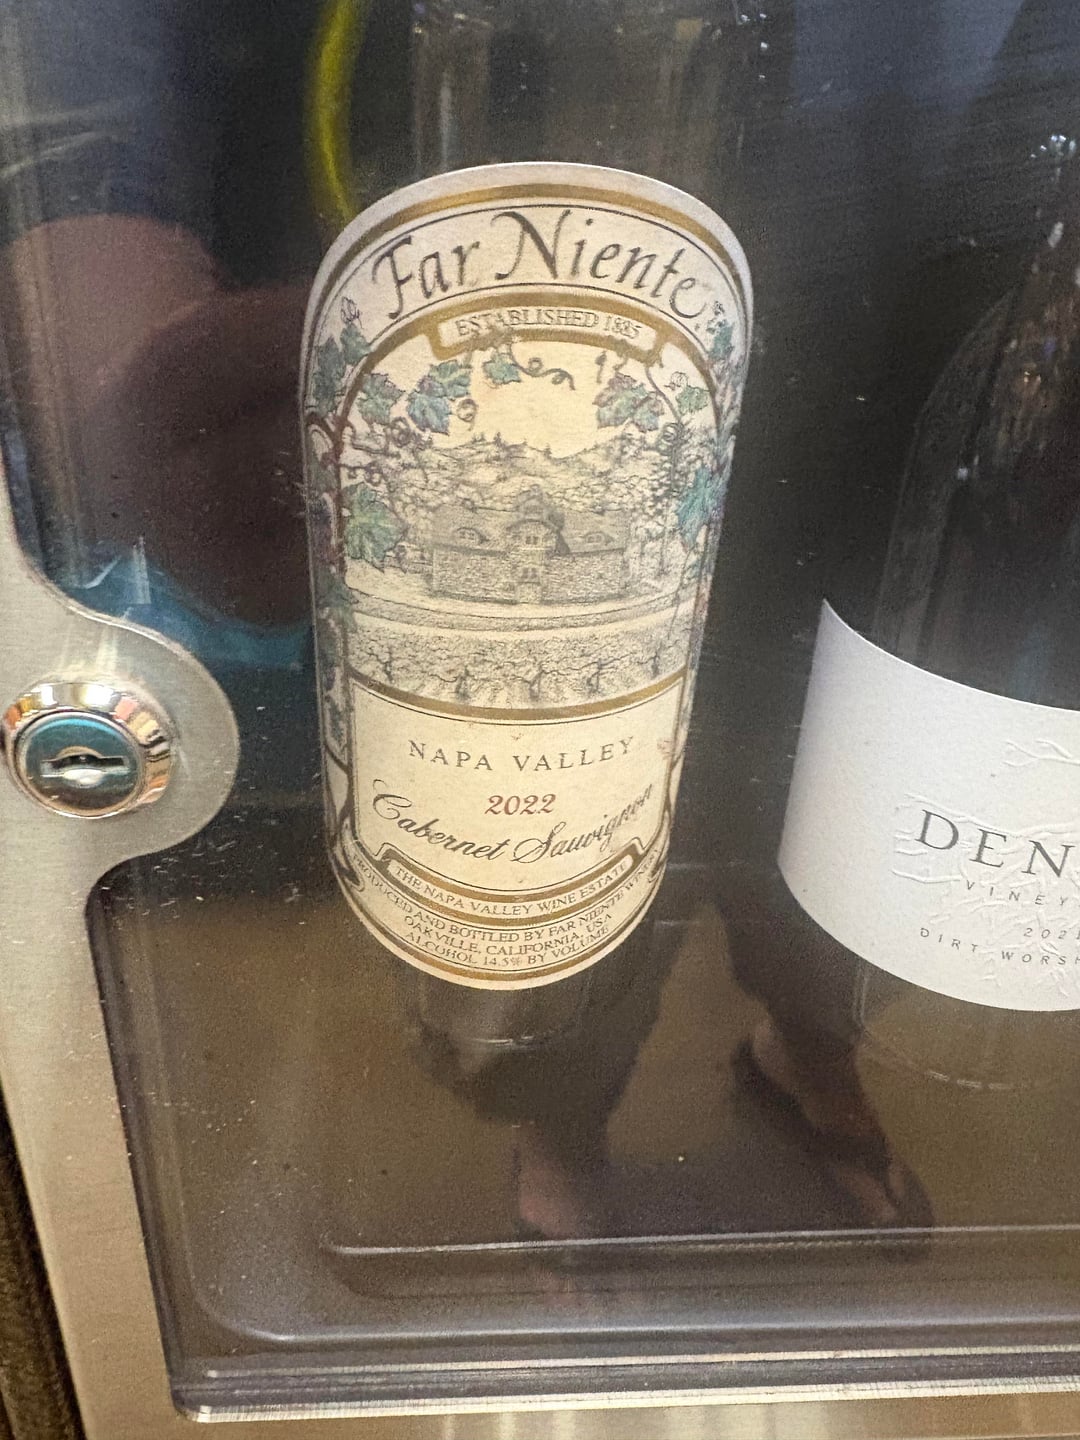 Far Niente
ESTABLISHED 1885
NAPA VALLEY
2022
Cabernet Sauvignon
THE NAPA VALLEY WINE ESTATE
PRODUCED AND BOTTLED BY FAR NIENTE WINERY
OAKVILLE, CALIFORNIA, USA
ALCOHOL 14.5% BY VOLUME
DEN
VINEY
202
DIRT WORSH